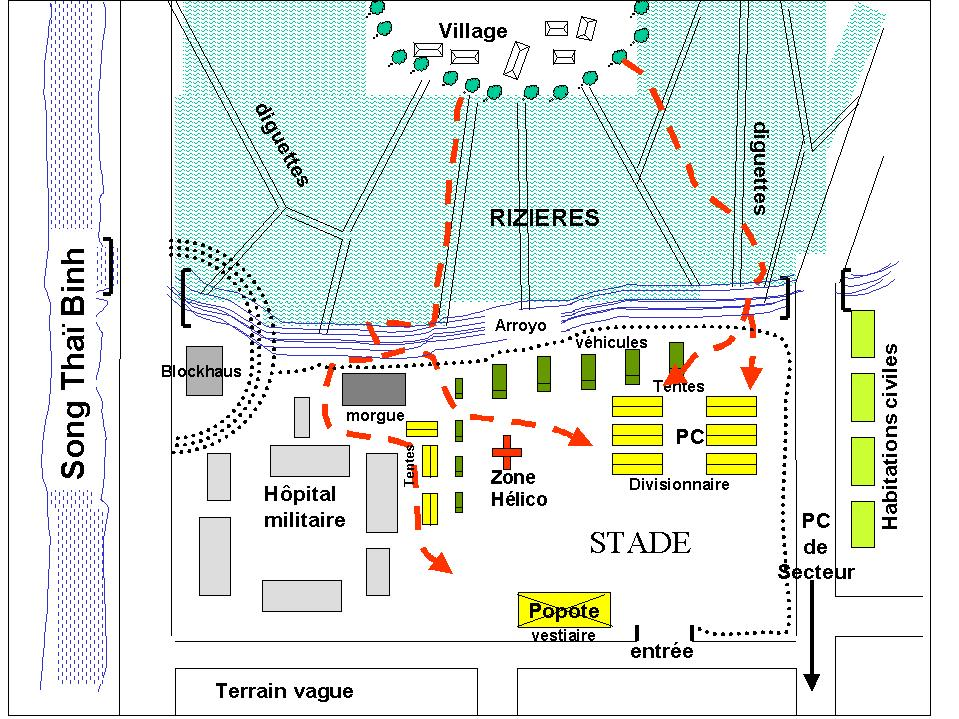 Village
diguettes
diguettes
RIZIERES
Song Thaï Binh
Arroyo
véhicules
Blockhaus
Tentes
morgue
PC
Tentes
Zone
Hélico
Divisionnaire
Hôpital
militaire
Habitations civiles
STADE
PC
de
Secteur
Popote
vestiaire
entrée
Terrain vague